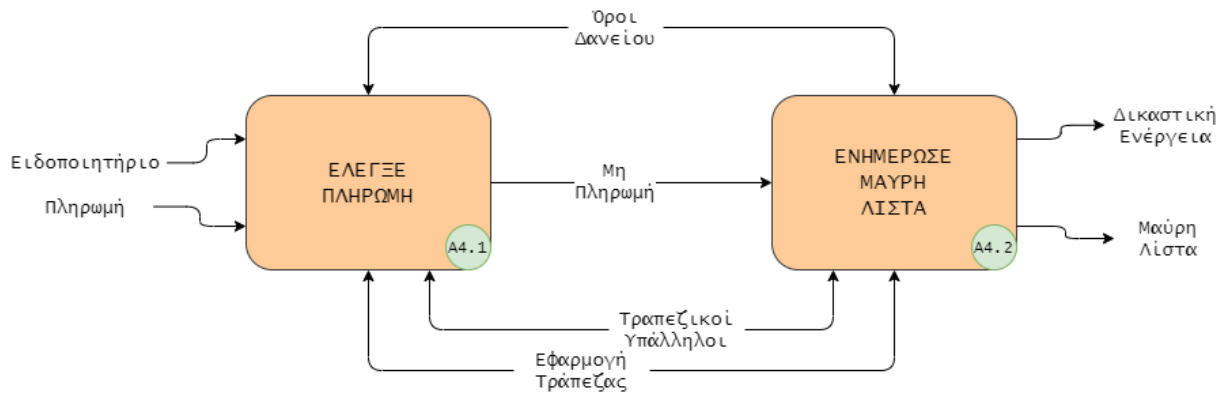 Όροι
Δανείου
Ειδοποιητήριο
Πληρωμή
ΕΛΕΓΞΕ
ΠΛΗΡΩΜΗ
A4.1
Μη
Πληρωμή
ΕΝΗΜΕΡΩΣΕ
ΜΑΥΡΗ
ΛΙΣΤΑ
A4.2
Δικαστική
Ενέργεια
Μαύρη
Λίστα
Τραπεζικοί
Υπάλληλοι
Εφαρμογή
Τράπεζας